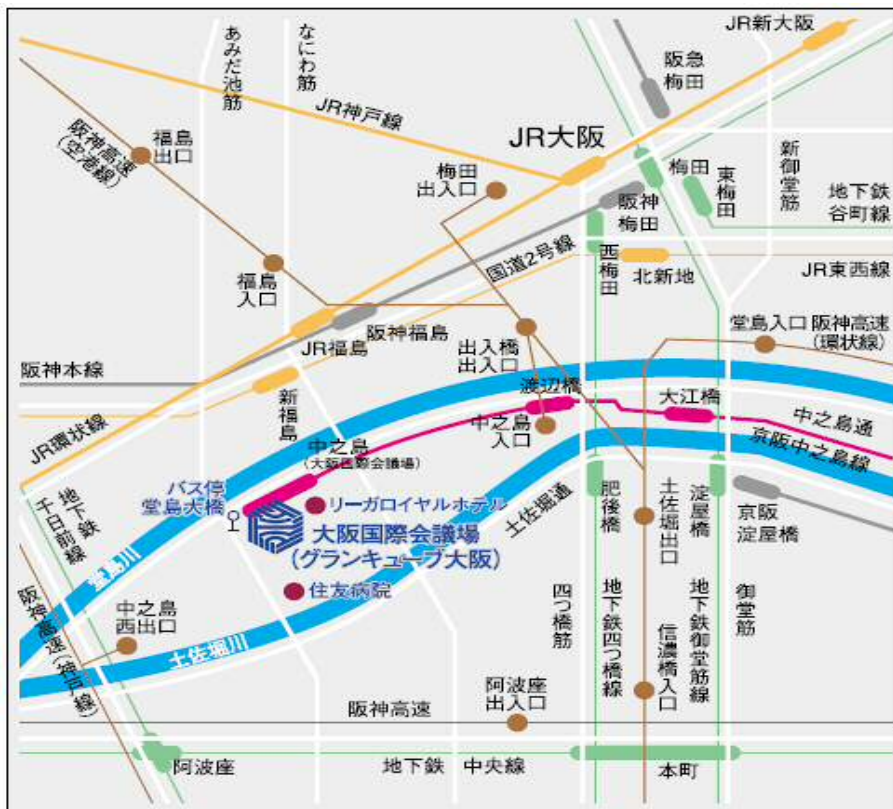 JR新大阪
あみだ池筋
なにわ筋
阪急
梅田
JR神戸線
JR大阪
新御堂筋
福島
出口
阪神高速
(空港線)
梅田
出入口
梅田
東梅田
地下鉄
谷町線
阪神
梅田
国道2号線
西梅田
北新地
JR東西線
福島
入口
阪神福島
JR福島
出入橋
出入口
堂島入口
阪神高速
(環状線)
阪神本線
新福島
渡辺橋
大江橋
中之島
入口
中之島通
京阪中之島線
JR環状線
中之島
(大阪国際会議場)
バス停
堂島大橋
リーガロイヤルホテル
大阪国際会議場
(グランキューブ大阪)
土佐堀通
肥後橋
土佐堀出口
淀屋橋
京阪
淀屋橋
地下鉄
千日前線
堂島川
住友病院
中之島
西出口
土佐堀川
阪神高速(神戸線)
四つ橋筋
地下鉄四つ橋線
信濃橋入口
地下鉄御堂筋線
御堂筋
阿波座
出入口
阪神高速
阿波座
地下鉄 中央線
本町